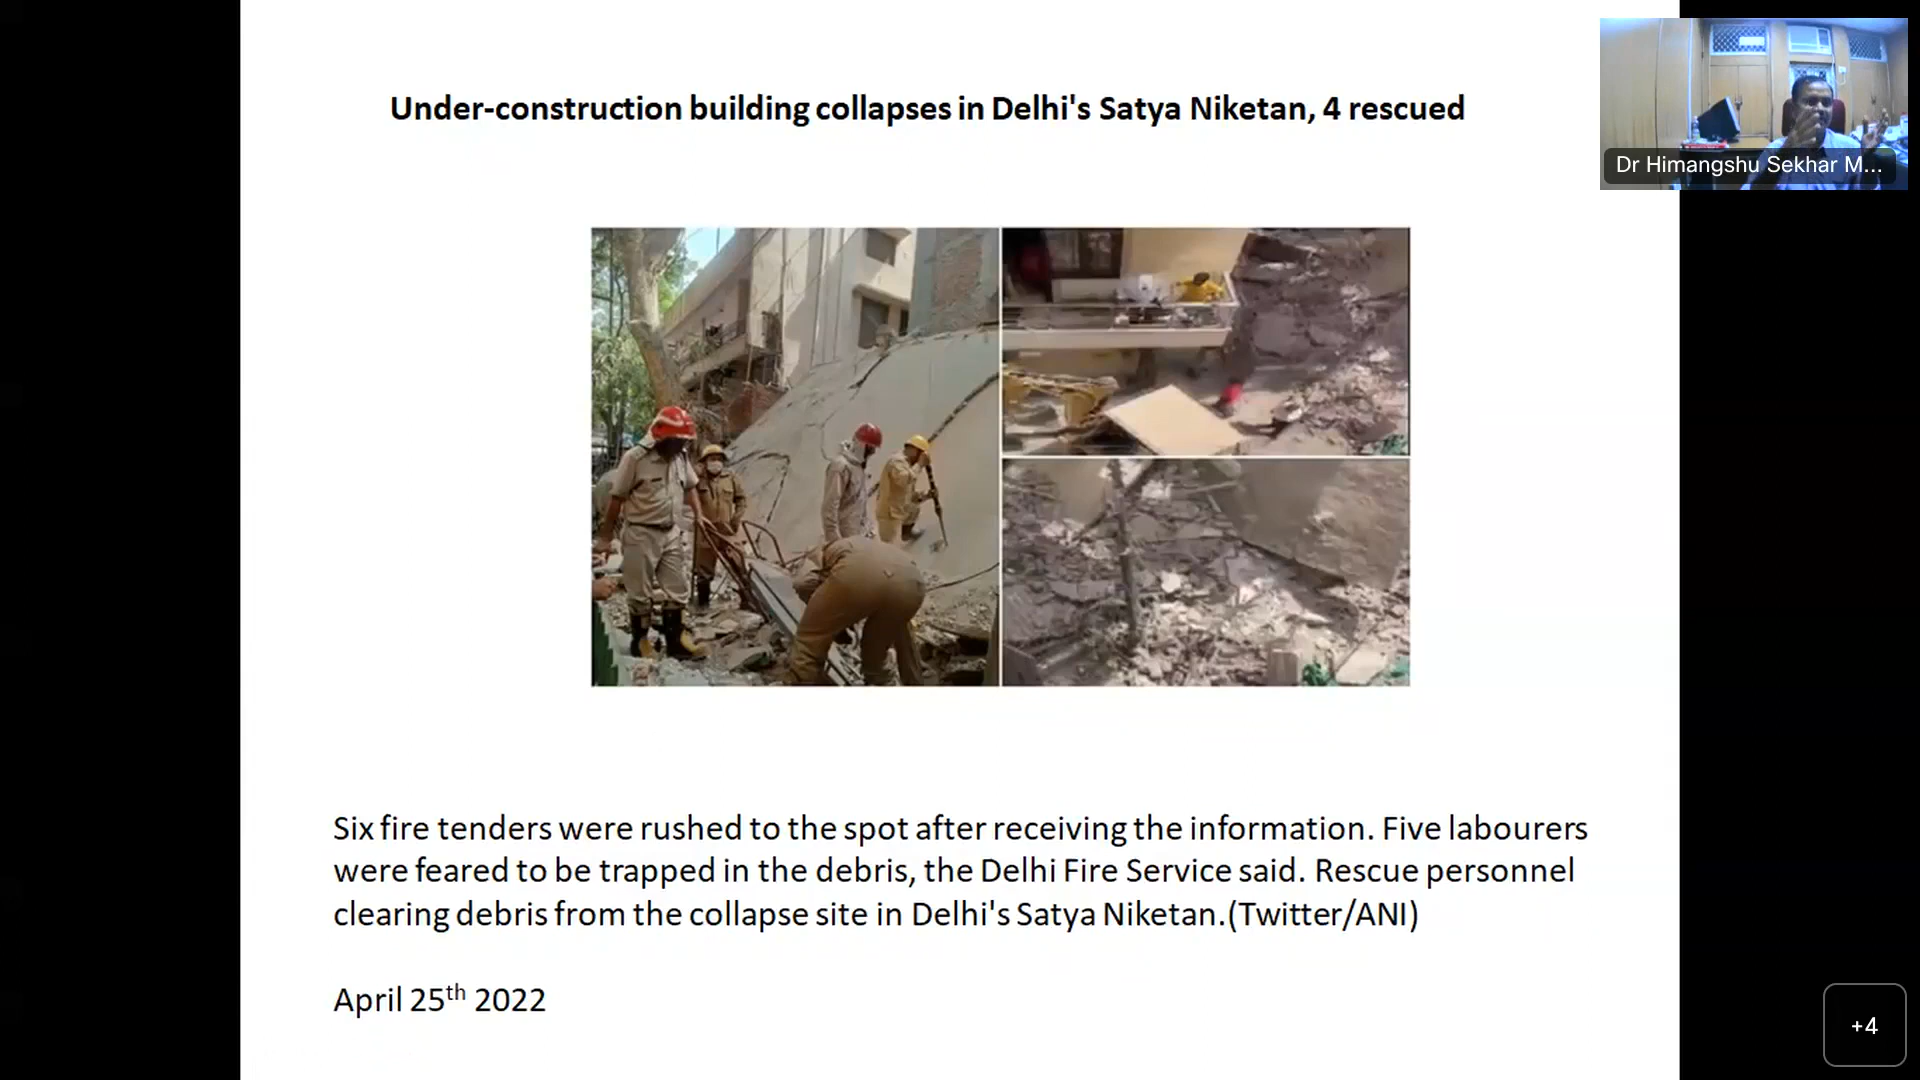 Under-construction building collapses in Delhi's Satya Niketan, 4 rescued
Dr Himangshu Sekhar M...
Six fire tenders were rushed to the spot after receiving the information. Five labourers
were feared to be trapped in the debris, the Delhi Fire Service said. Rescue personnel
clearing debris from the collapse site in Delhi's Satya Niketan.(Twitter/ANI)
April 25th 2022
+4